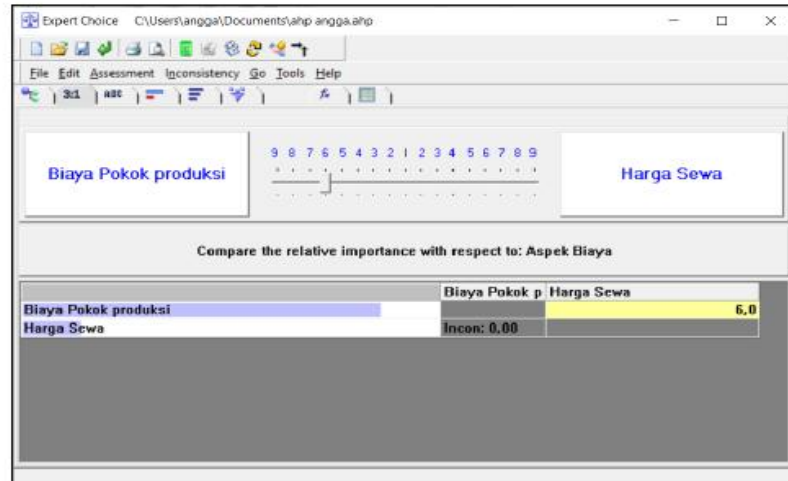 Expert Choice C:\Users\angga\Documents\ahp angga.ahp
File Edit Assessment Inconsistency Go Tools Help
3:1 ABC
9 8 7 6 5 4 3 2 1 2 3 4 5 6 7 8 9
Biaya Pokok produksi
Harga Sewa
Compare the relative importance with respect to: Aspek Biaya
Biaya Pokok p Harga Sewa
Biaya Pokok produksi 6,0
Harga Sewa Incon: 0,00